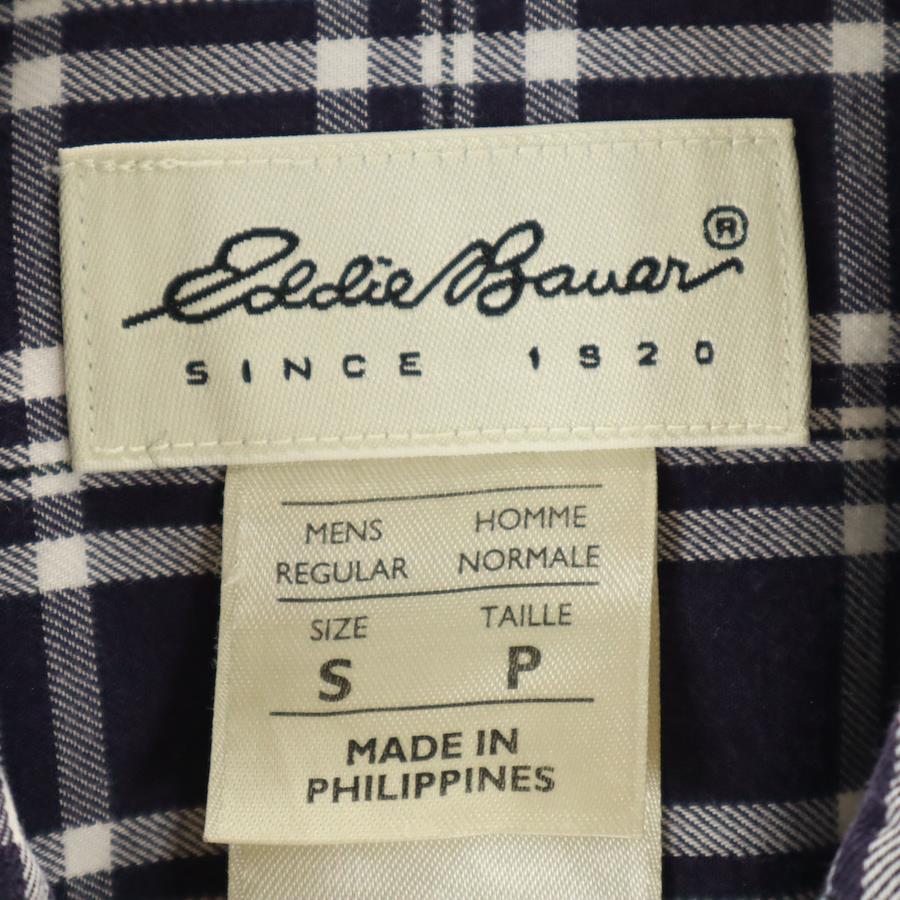 Eddie Bauer ®
SINCE 1920
MENS HOMME
REGULAR NORMALE
SIZE TAILLE
S P
MADE IN
PHILIPPINES